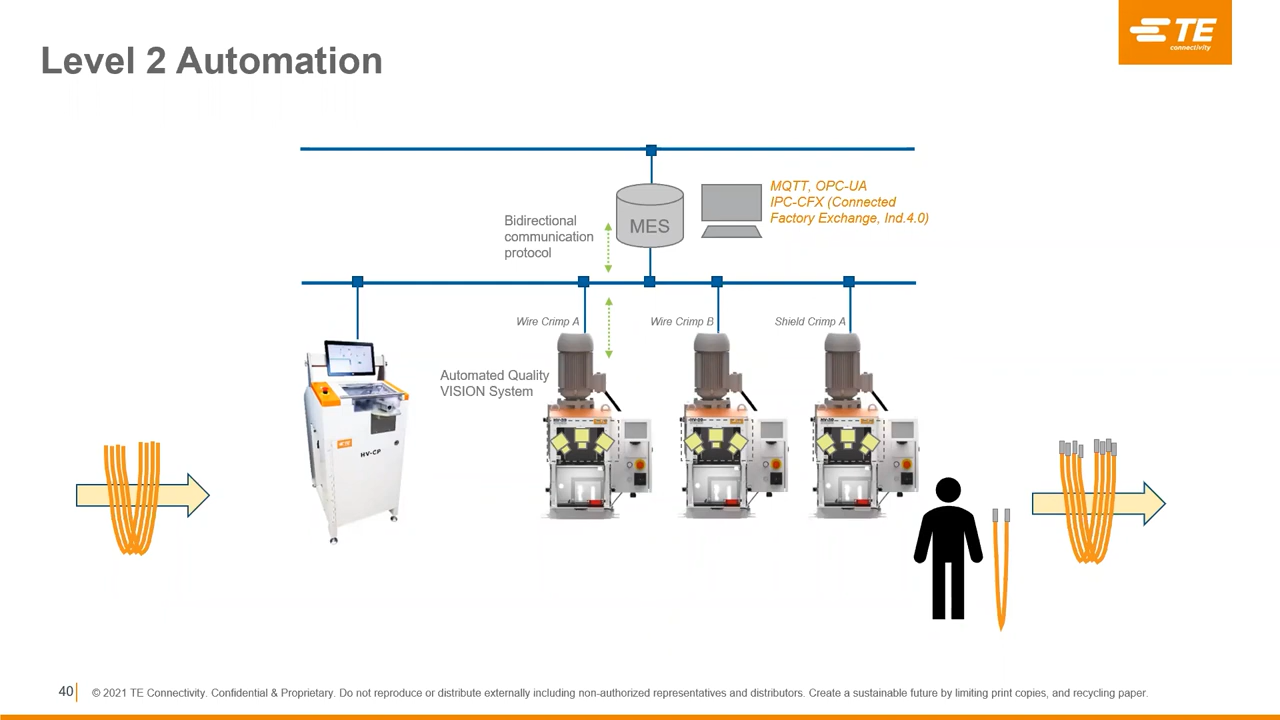 Level 2 Automation
TE
connectivity
MQTT, OPC-UA
IPC-CFX (Connected
Factory Exchange, Ind.4.0)
Bidirectional
communication
protocol
MES
Wire Crimp A
Wire Crimp B
Shield Crimp A
Automated Quality
VISION System
TE
HV-CP
40
© 2021 TE Connectivity. Confidential & Proprietary. Do not reproduce or distribute externally including non-authorized representatives and distributors. Create a sustainable future by limiting print copies, and recycling paper.